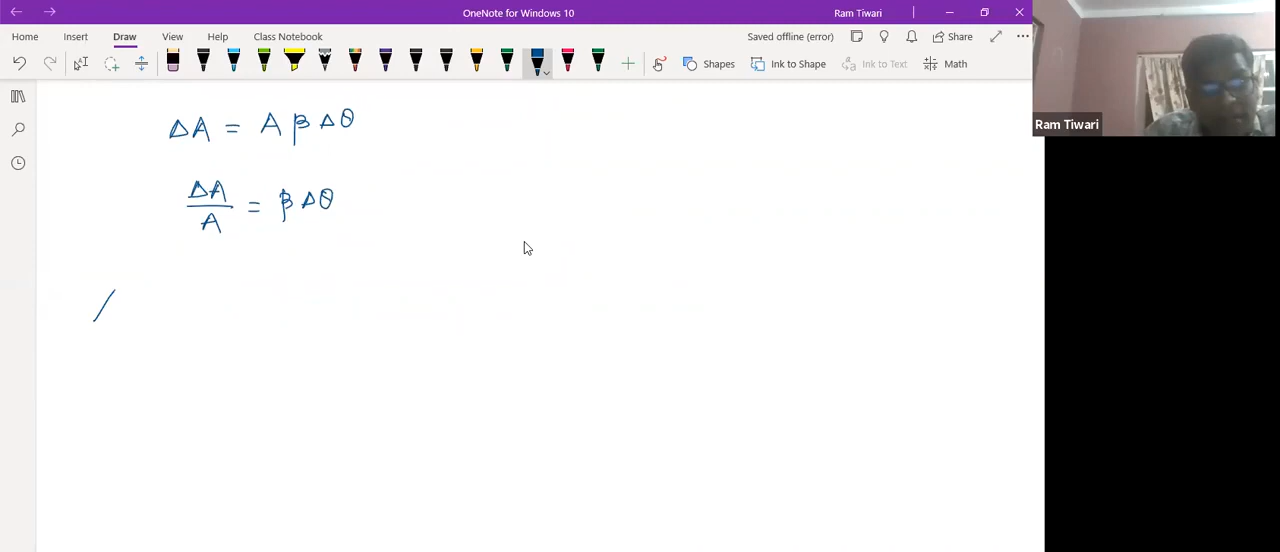 OneNote for Windows 10
Ram Tiwari
Home Insert Draw View Help Class Notebook
Saved offline (error)
Share
Shapes Ink to Shape Ink to Text Math
Ram Tiwari
ΔA = A β Δθ
ΔA/A = β Δθ